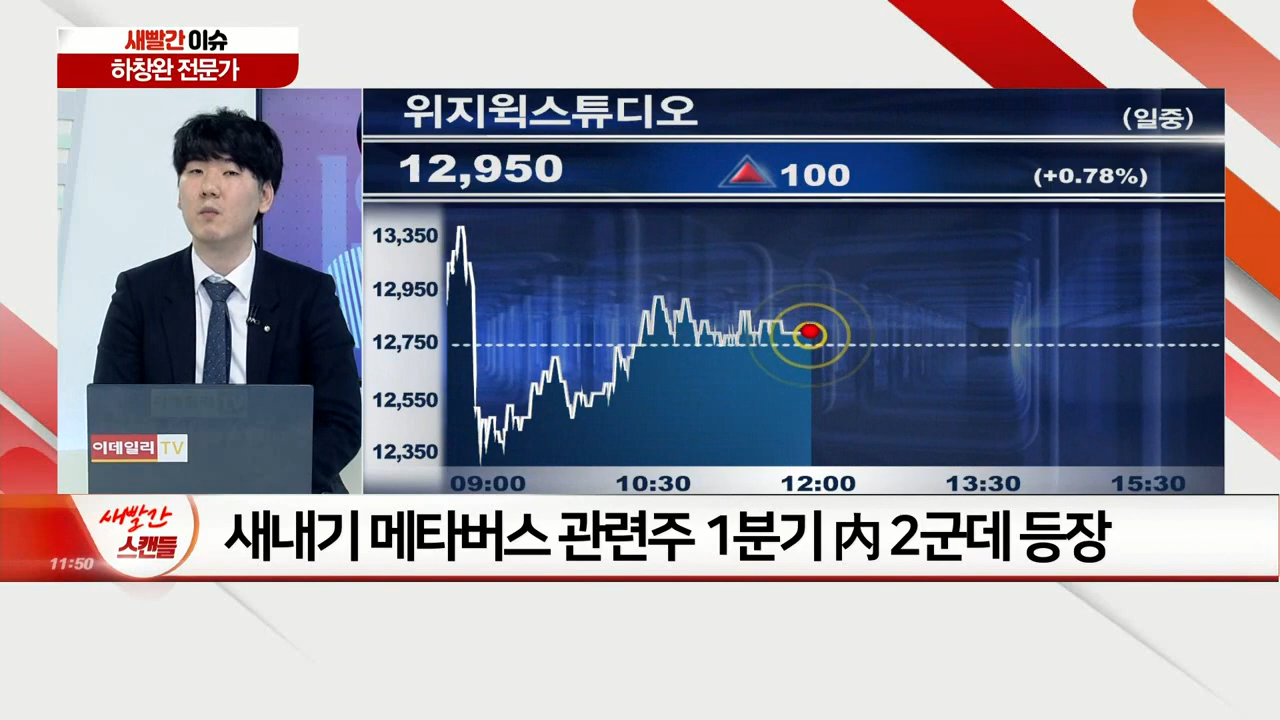 새빨간 이슈
하창완 전문가
위지윅스튜디오
(일중)
12,950
100
(+0.78%)
13,350
12,950
12,750
12,550
12,350
09:00
10:30
12:00
13:30
15:30
이데일리 TV
새빨간
스캔들
11:50
새내기 메타버스 관련주 1분기 內 2군데 등장